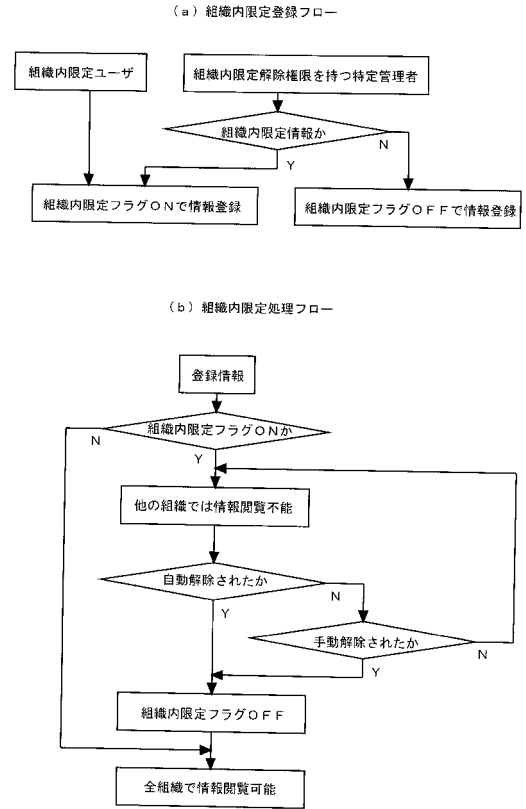 （a）組織内限定登録フロー
組織内限定ユーザ
組織内限定解除権限を持つ特定管理者
組織内限定情報か
N
Y
組織内限定フラグＯＮで情報登録
組織内限定フラグＯＦＦで情報登録
（b）組織内限定処理フロー
登録情報
組織内限定フラグＯＮか
N
Y
他の組織では情報閲覧不能
自動解除されたか
N
Y
手動解除されたか
N
Y
組織内限定フラグＯＦＦ
全組織で情報閲覧可能